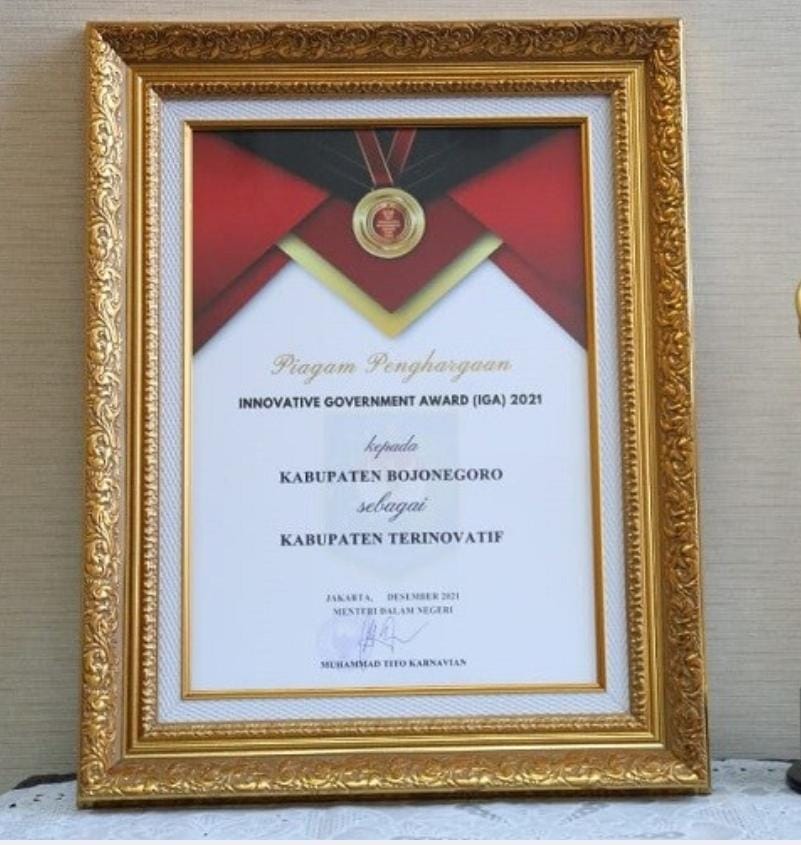 Piagam Penghargaan
INNOVATIVE GOVERNMENT AWARD (IGA) 2021
kepada
KABUPATEN BOJONEGORO
sebagai
KABUPATEN TERINOVATIF
JAKARTA, DESEMBER 2021
MENTERI DALAM NEGERI
MUHAMMAD TITO KARNAVIAN